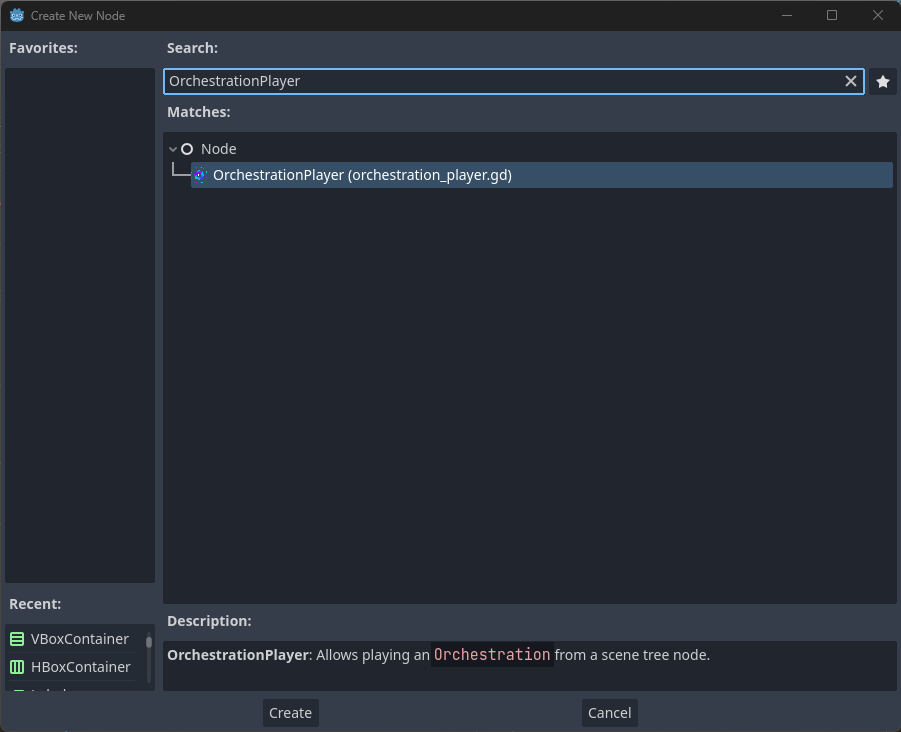 Create New Node
Favorites:
Search:
OrchestrationPlayer
Matches:
Node
OrchestrationPlayer (orchestration_player.gd)
Recent:
VBoxContainer
HBoxContainer
Description:
OrchestrationPlayer: Allows playing an Orchestration from a scene tree node.
Create
Cancel